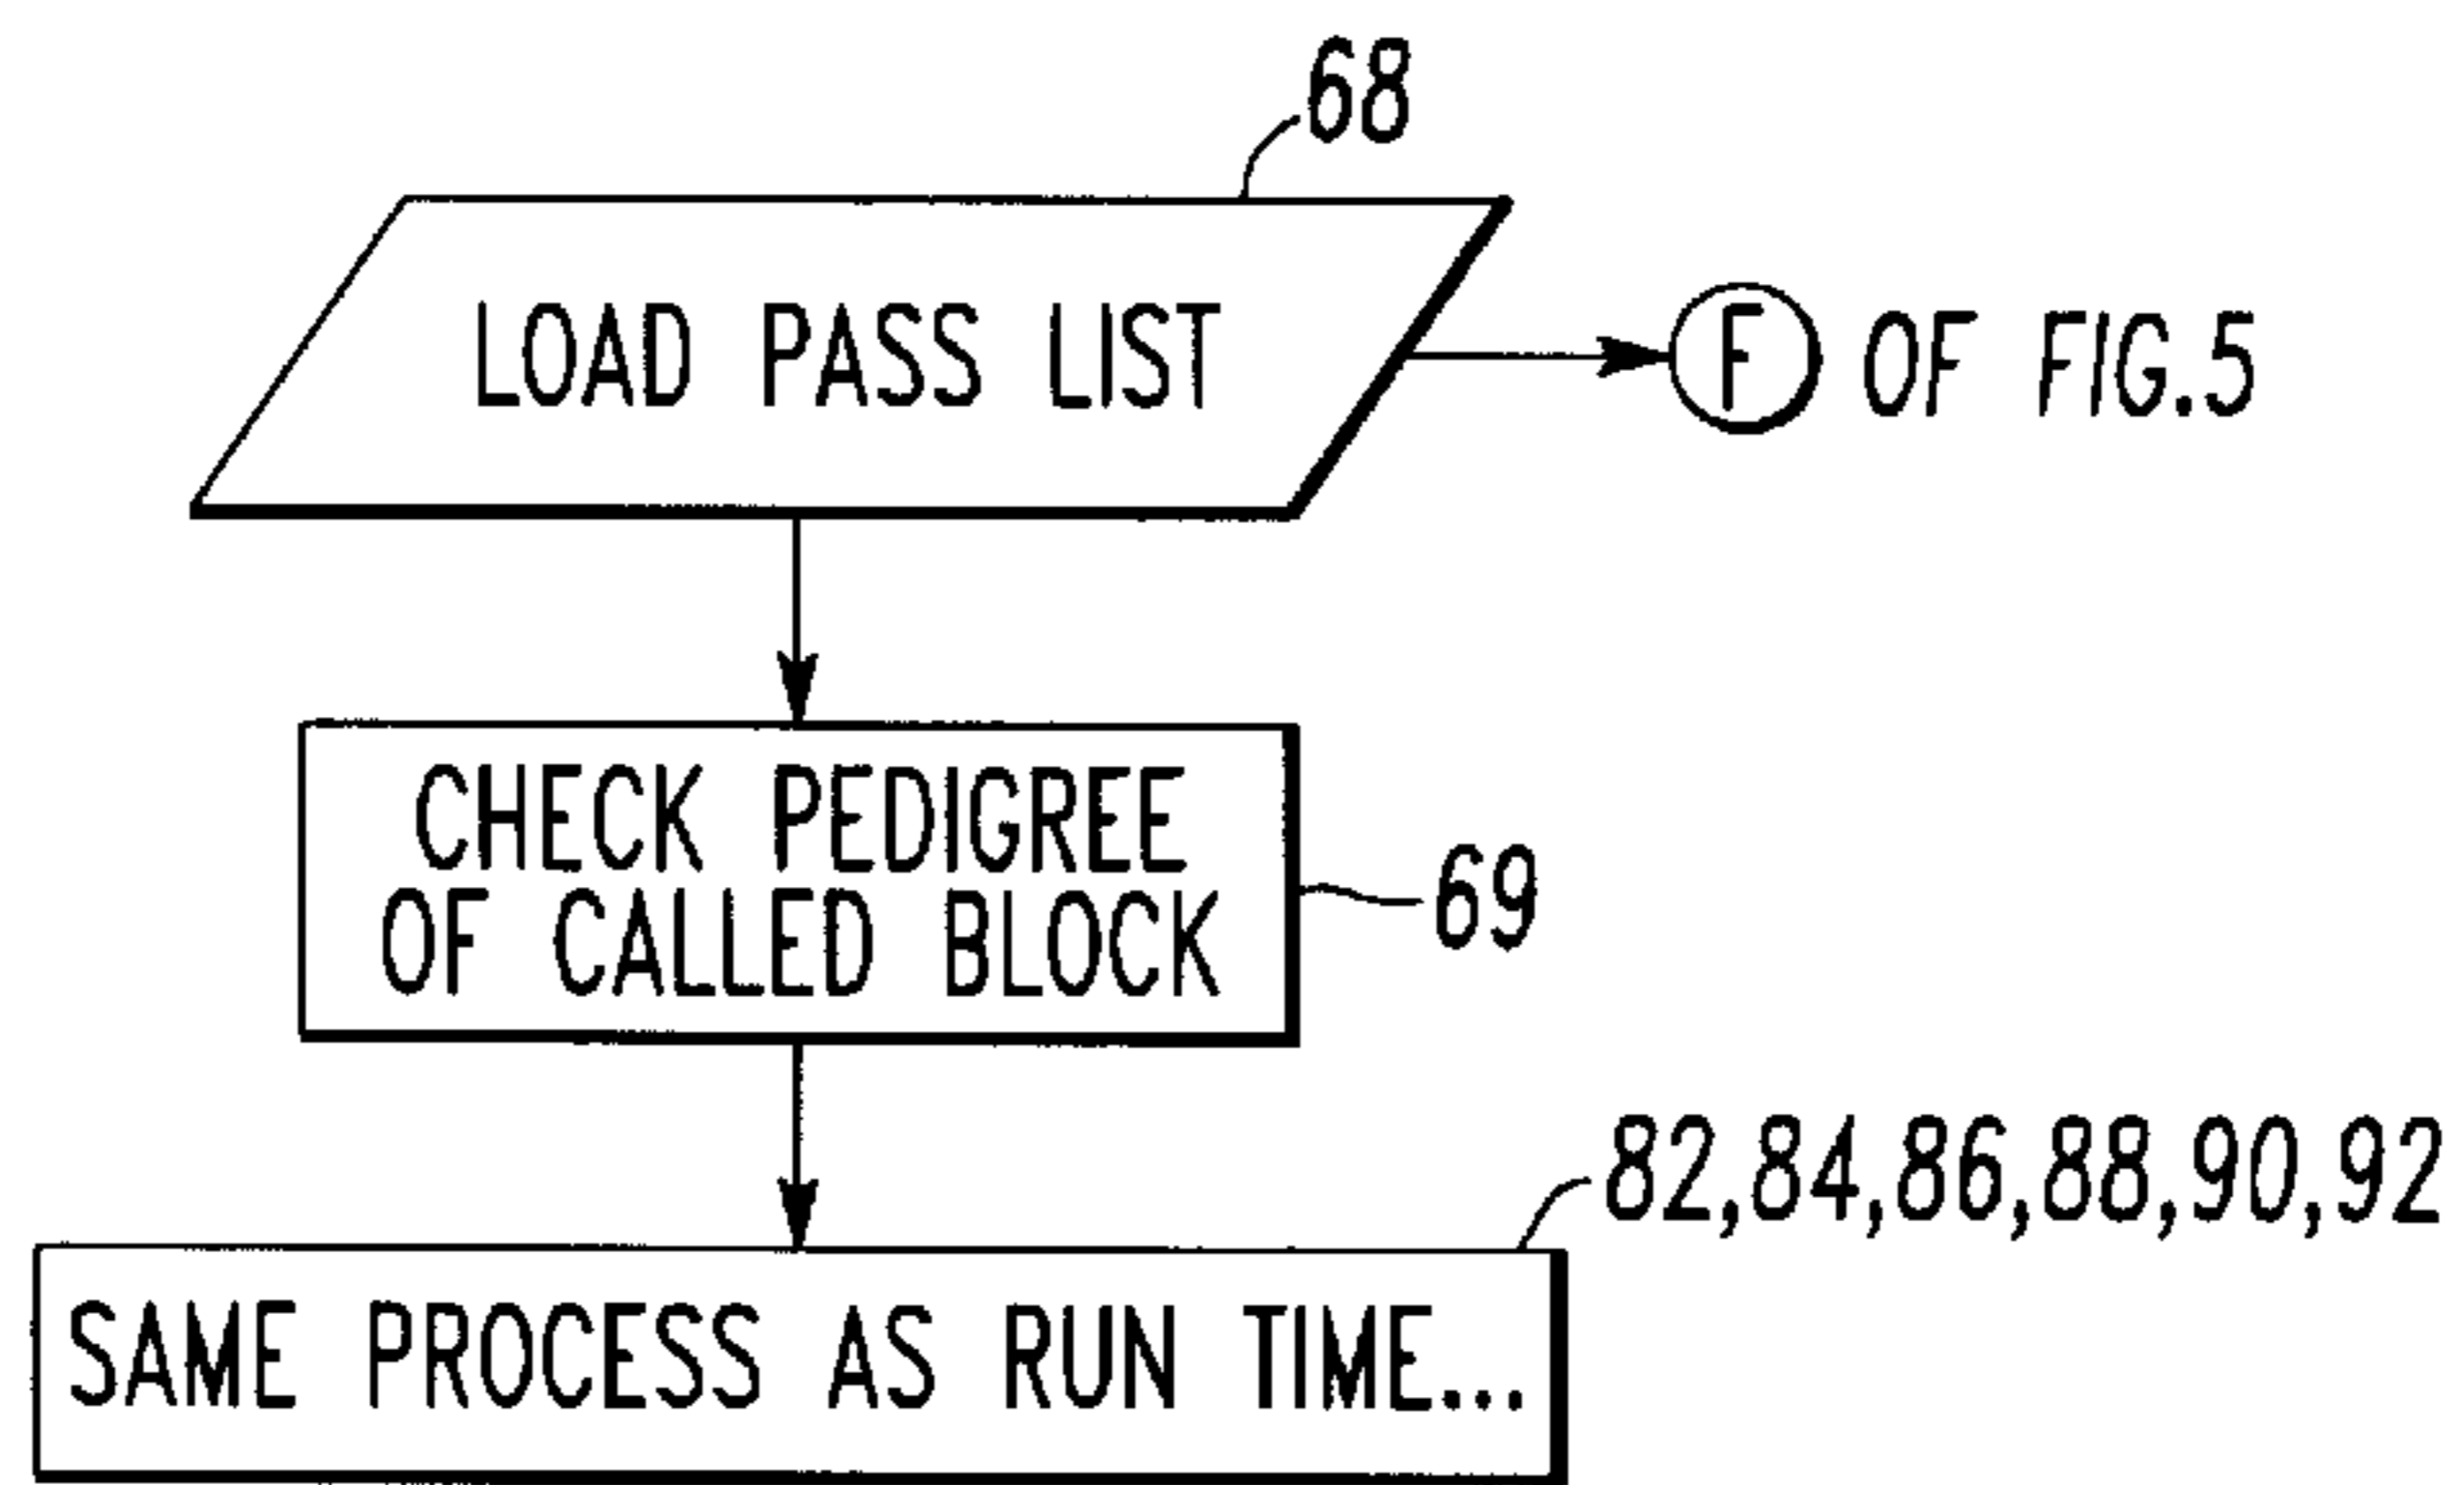 68
LOAD PASS LIST
F OF FIG.5
CHECK PEDIGREE
OF CALLED BLOCK
69
82,84,86,88,90,92
SAME PROCESS AS RUN TIME...